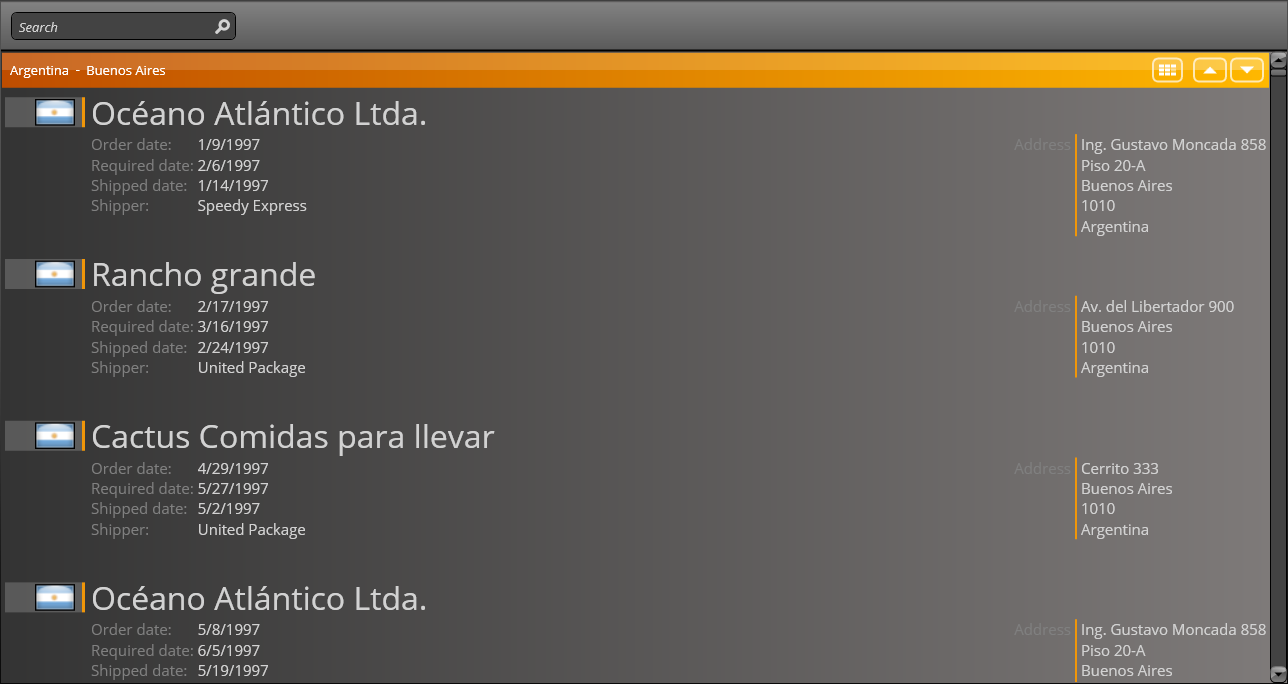 Search
Argentina - Buenos Aires
Océano Atlántico Ltda.
Order date: 1/9/1997
Required date: 2/6/1997
Shipped date: 1/14/1997
Shipper: Speedy Express
Address Ing. Gustavo Moncada 858
Piso 20-A
Buenos Aires
1010
Argentina
Rancho grande
Order date: 2/17/1997
Required date: 3/16/1997
Shipped date: 2/24/1997
Shipper: United Package
Address Av. del Libertador 900
Buenos Aires
1010
Argentina
Cactus Comidas para llevar
Order date: 4/29/1997
Required date: 5/27/1997
Shipped date: 5/2/1997
Shipper: United Package
Address Cerrito 333
Buenos Aires
1010
Argentina
Océano Atlántico Ltda.
Order date: 5/8/1997
Required date: 6/5/1997
Shipped date: 5/19/1997
Address Ing. Gustavo Moncada 858
Piso 20-A
Buenos Aires